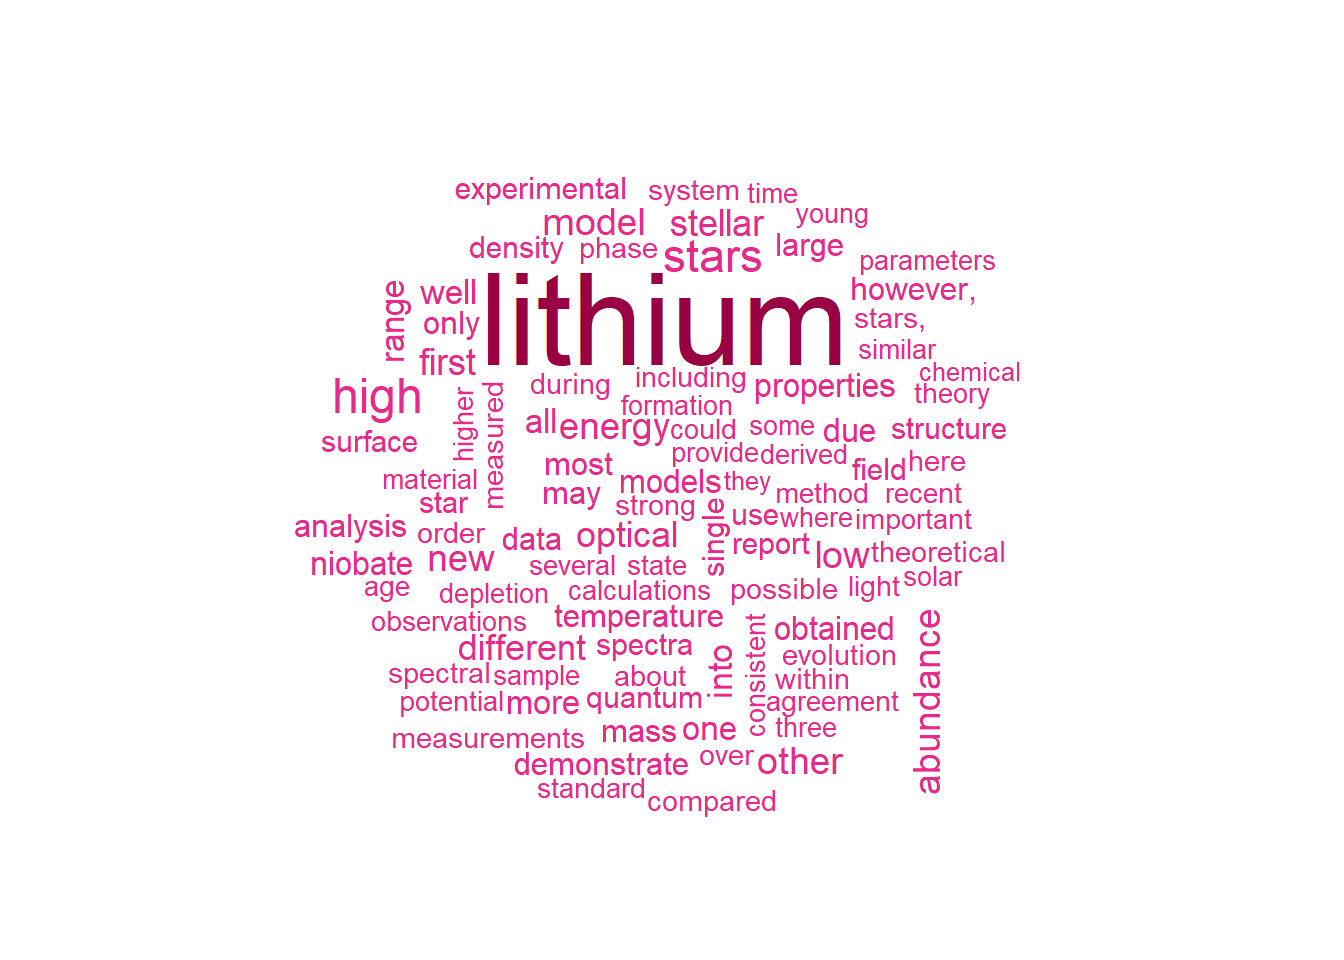 experimental system time
model stellar young
density phase stars large
parameters
range well lithium however,
only stars,
first similar
during including properties chemical
high higher measured formation theory
all energy could some due structure
surface
most provide derived field here
material models they
star may strong method recent
analysis order data optical single use where important
report low theoretical
niobate new several state
age depletion calculations possible light solar
observations temperature consistent obtained abundance
different spectra into evolution
spectral sample about within
potential more quantum agreement
measurements mass one three
demonstrate over other
standard compared